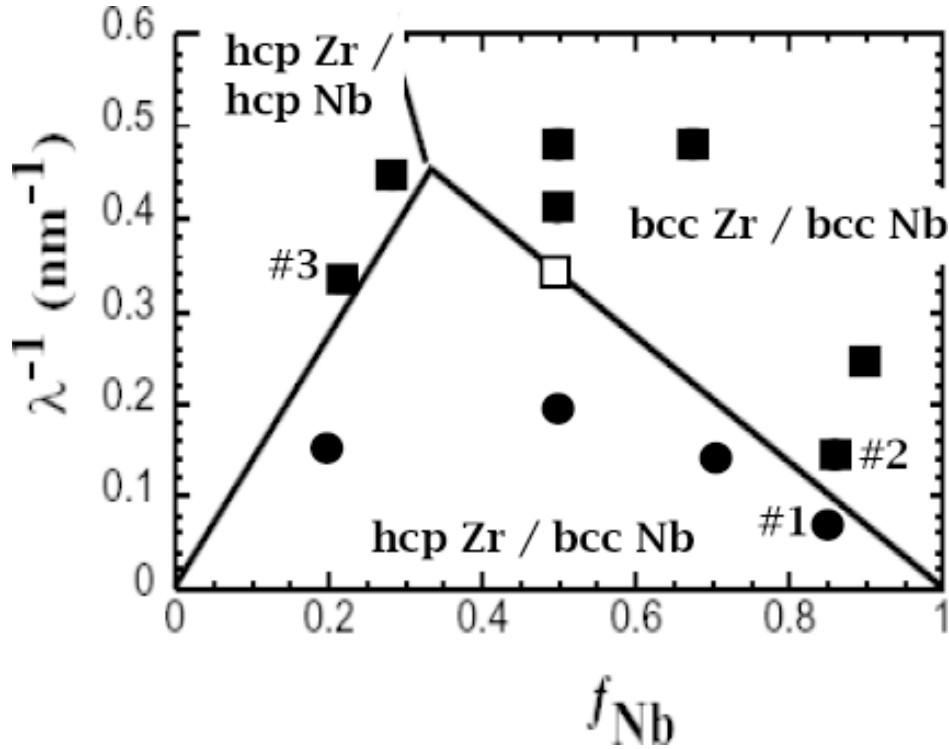 0.6
0.5
0.4
0.3
0.2
0.1
0
λ⁻¹ (nm⁻¹)
hcp Zr /
hcp Nb
bcc Zr / bcc Nb
#3
#2
#1
hcp Zr / bcc Nb
0 0.2 0.4 0.6 0.8 1
fNb